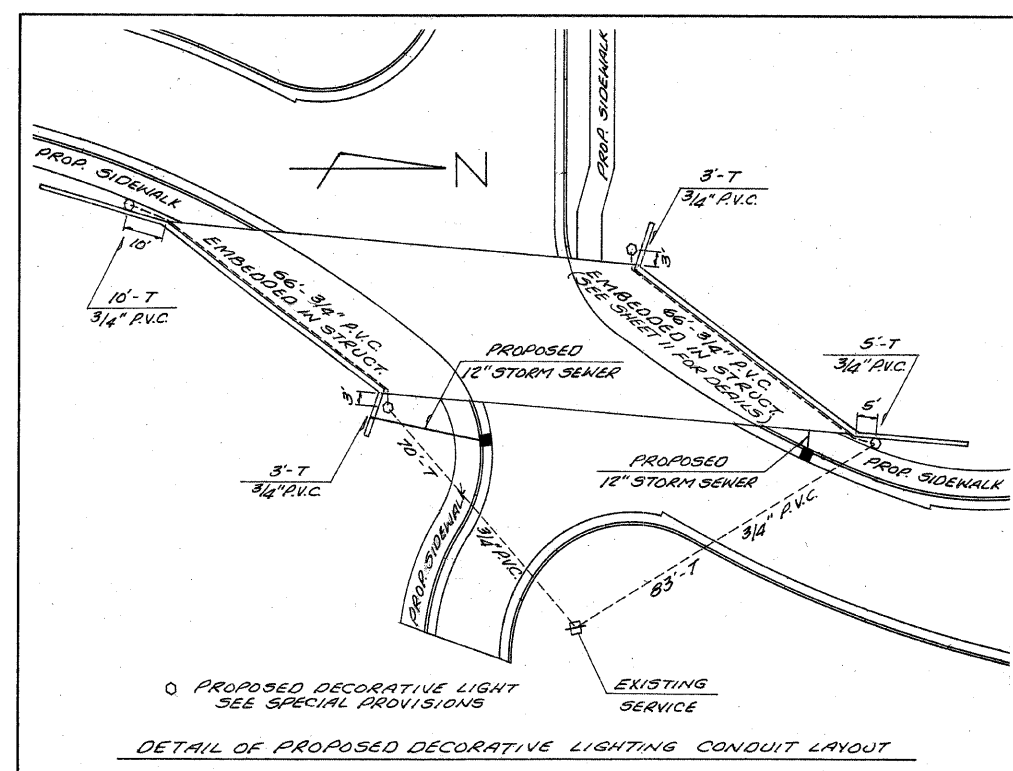 PROP. SIDEWALK
PROP. SIDEWALK
N
3'-T
3/4" P.V.C.
3'
10'
10'-T
3/4" P.V.C.
66'-3/4" P.V.C.
EMBEDDED IN STRUCT.
66'-3/4" P.V.C.
EMBEDDED IN STRUCT.
(SEE SHEET 11 FOR DETAILS)
PROPOSED
12" STORM SEWER
5'-T
3/4" P.V.C.
5'
3'
3'-T
3/4" P.V.C.
70'-T
3/4" P.V.C.
PROP. SIDEWALK
PROPOSED
12" STORM SEWER
PROP. SIDEWALK
3/4" P.V.C.
83'-T
EXISTING
SERVICE
PROPOSED DECORATIVE LIGHT
SEE SPECIAL PROVISIONS
DETAIL OF PROPOSED DECORATIVE LIGHTING CONDUIT LAYOUT